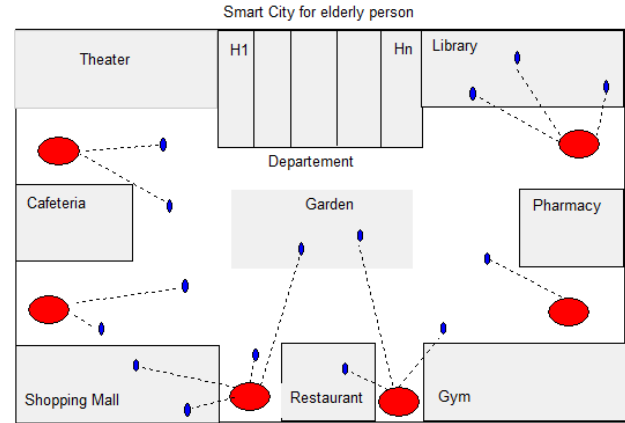 Smart City for elderly person
Theater
H1
Hn
Library
Departement
Cafeteria
Garden
Pharmacy
Shopping Mall
Restaurant
Gym